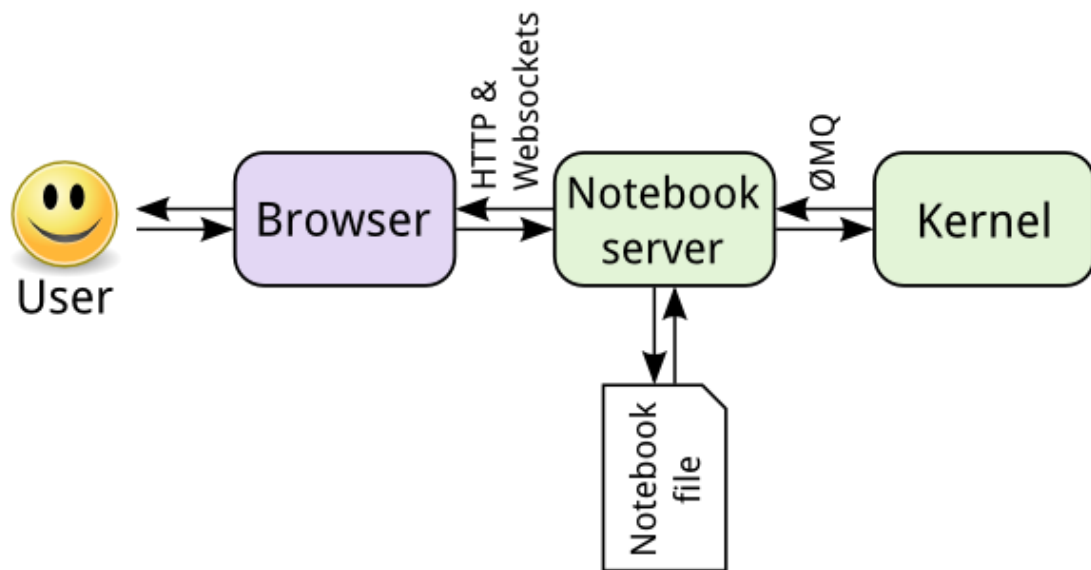 User
Browser
HTTP &
Websockets
Notebook
server
ØMQ
Kernel
Notebook
file